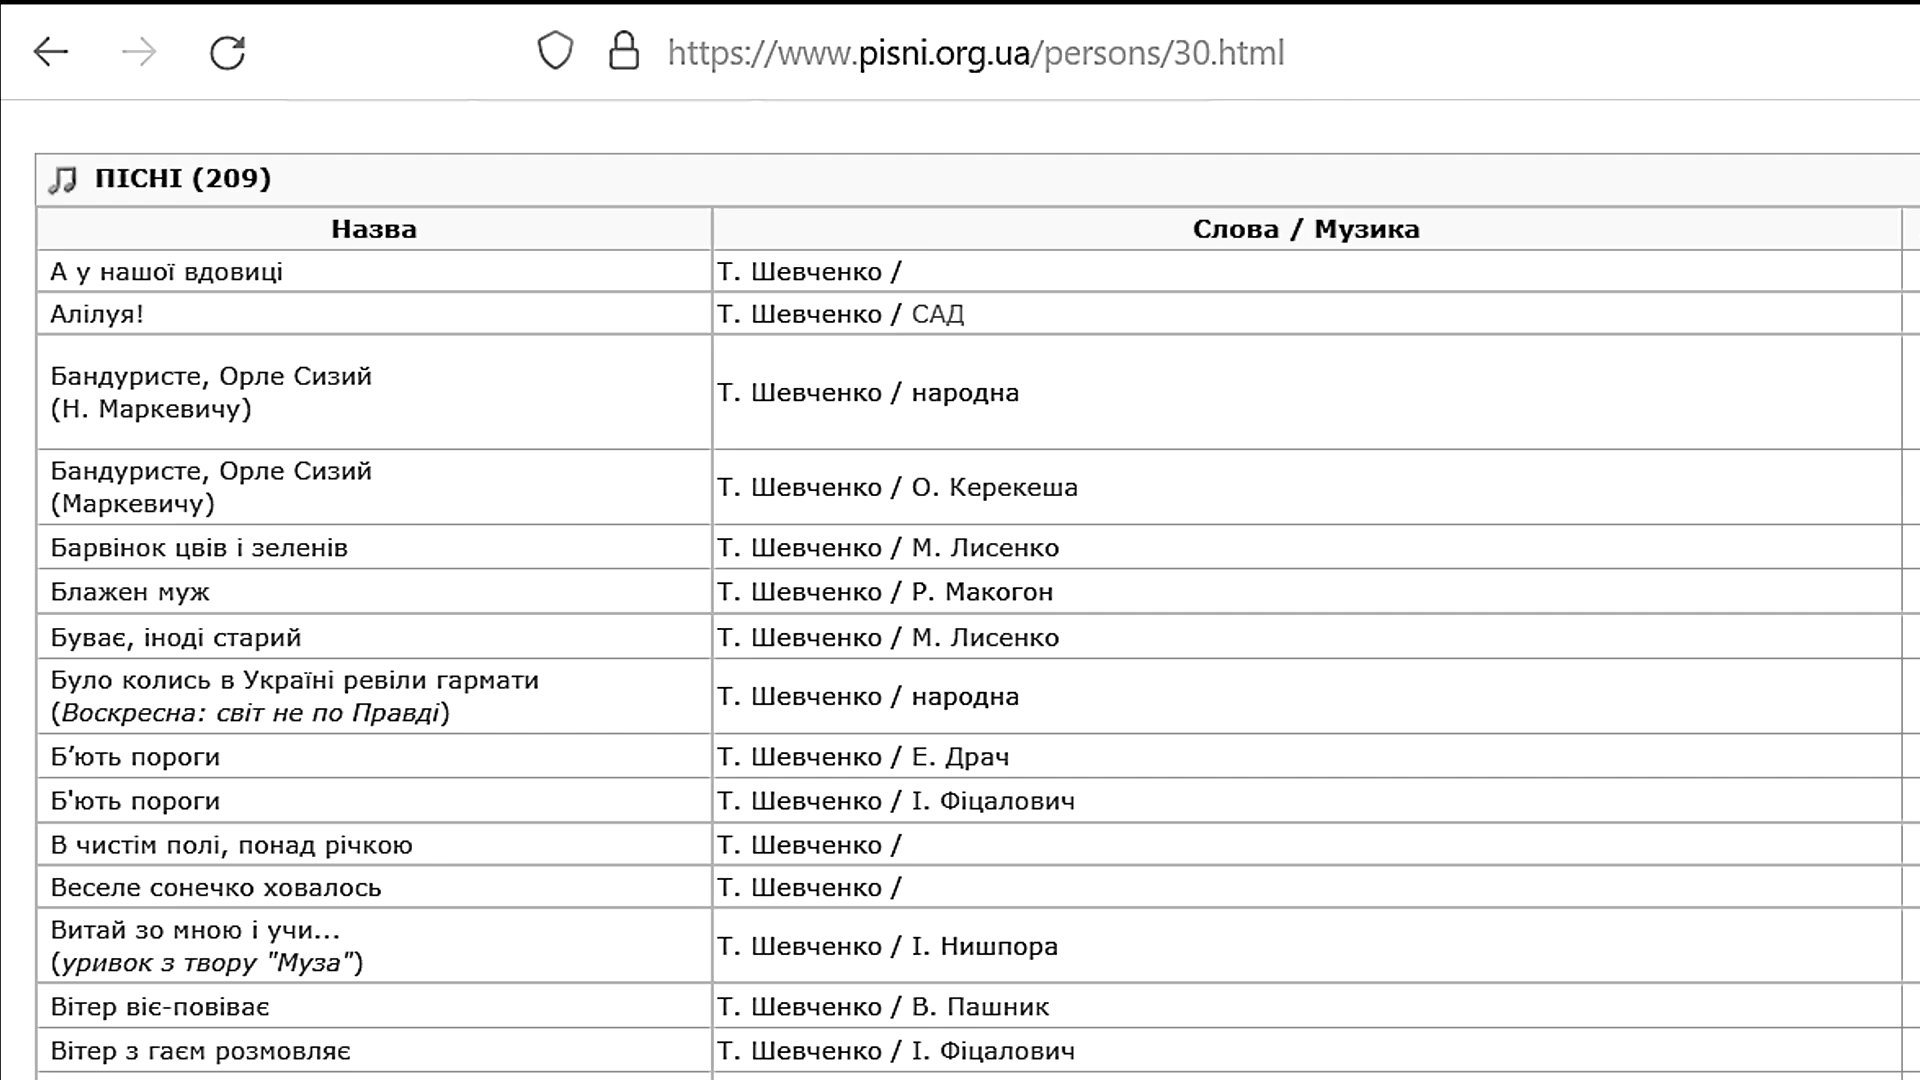 https://www.pisni.org.ua/persons/30.html
ПІСНІ (209)
Назва
Слова / Музика
А у нашої вдовиці
Т. Шевченко /
Алілуя!
Т. Шевченко / САД
Бандуристе, Орле Сизий
(Н. Маркевичу)
Т. Шевченко / народна
Бандуристе, Орле Сизий
(Маркевичу)
Т. Шевченко / О. Керекеша
Барвінок цвів і зеленів
Т. Шевченко / М. Лисенко
Блажен муж
Т. Шевченко / Р. Макогон
Буває, іноді старий
Т. Шевченко / М. Лисенко
Було колись в Україні ревіли гармати
(Воскресна: світ не по Правді)
Т. Шевченко / народна
Б’ють пороги
Т. Шевченко / Е. Драч
Б'ють пороги
Т. Шевченко / І. Фіцалович
В чистім полі, понад річкою
Т. Шевченко /
Веселе сонечко ховалось
Т. Шевченко /
Витай зо мною і учи...
(уривок з твору "Муза")
Т. Шевченко / І. Нишпора
Вітер віє-повіває
Т. Шевченко / В. Пашник
Вітер з гаєм розмовляє
Т. Шевченко / І. Фіцалович